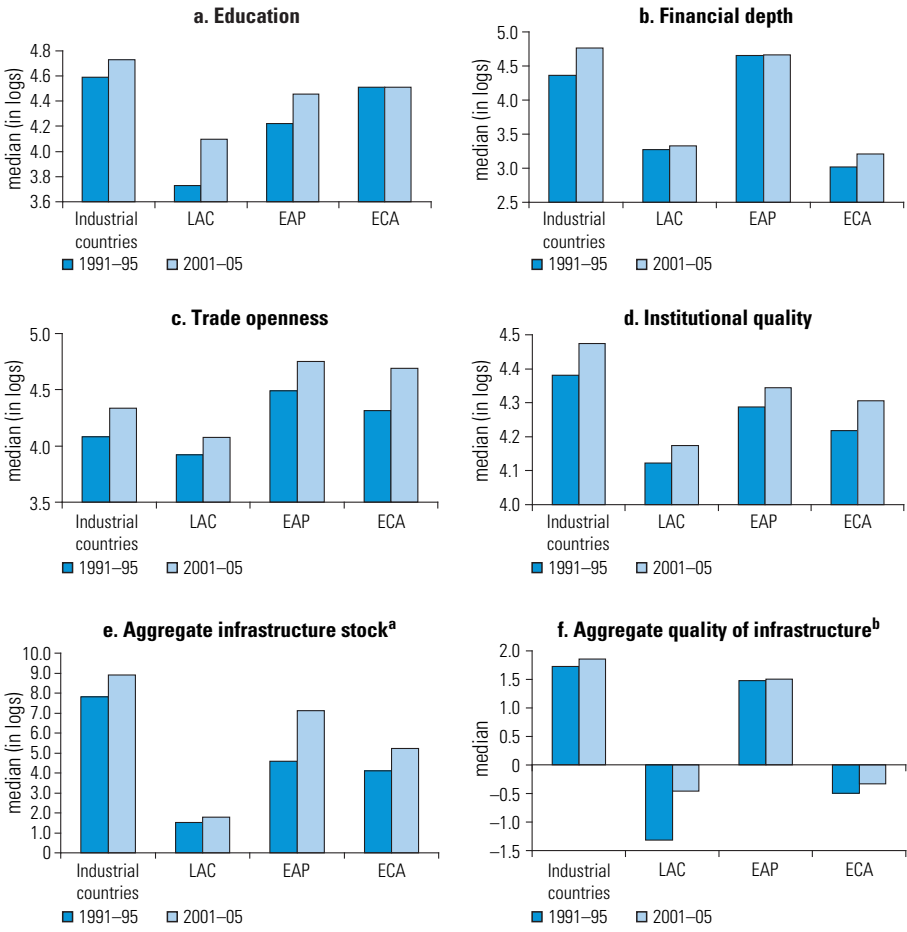 a. Education
median (in logs)
4.8
4.6
4.4
4.2
4.0
3.8
3.6
Industrial
countries
LAC
EAP
ECA
1991–95 2001–05
b. Financial depth
median (in logs)
5.0
4.5
4.0
3.5
3.0
2.5
Industrial
countries
LAC
EAP
ECA
1991–95 2001–05
c. Trade openness
median (in logs)
5.0
4.5
4.0
3.5
Industrial
countries
LAC
EAP
ECA
1991–95 2001–05
d. Institutional quality
median (in logs)
4.5
4.4
4.3
4.2
4.1
4.0
Industrial
countries
LAC
EAP
ECA
1991–95 2001–05
e. Aggregate infrastructure stockᵃ
median (in logs)
10.0
9.0
8.0
7.0
6.0
5.0
4.0
3.0
2.0
1.0
0
Industrial
countries
LAC
EAP
ECA
1991–95 2001–05
f. Aggregate quality of infrastructureᵇ
median
2.0
1.5
1.0
0.5
0
–0.5
–1.0
–1.5
Industrial
countries
LAC
EAP
ECA
1991–95 2001–05